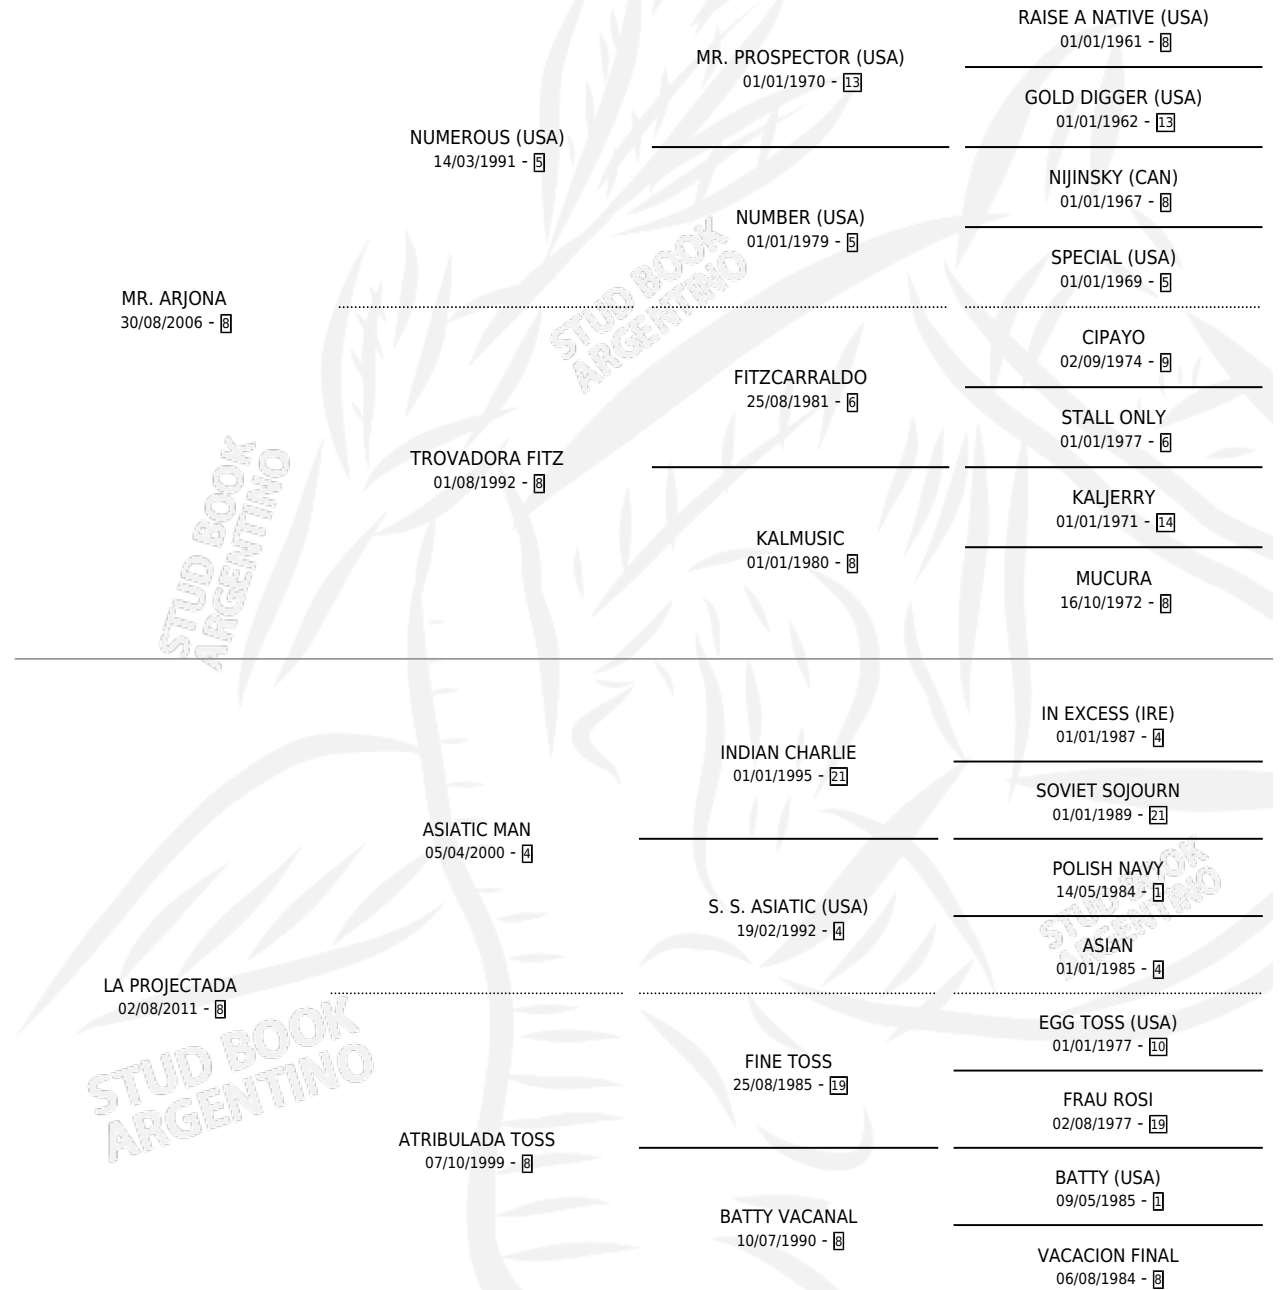 RAISE A NATIVE (USA)
01/01/1961 - 8
MR. PROSPECTOR (USA)
01/01/1970 - 13
GOLD DIGGER (USA)
01/01/1962 - 13
NUMEROUS (USA)
14/03/1991 - 5
NIJINSKY (CAN)
01/01/1967 - 8
NUMBER (USA)
01/01/1979 - 5
SPECIAL (USA)
01/01/1969 - 5
MR. ARJONA
30/08/2006 - 8
CIPAYO
02/09/1974 - 9
FITZCARRALDO
25/08/1981 - 6
STALL ONLY
01/01/1977 - 6
TROVADORA FITZ
01/08/1992 - 8
KALJERRY
01/01/1971 - 14
KALMUSIC
01/01/1980 - 8
MUCURA
16/10/1972 - 8
IN EXCESS (IRE)
01/01/1987 - 4
INDIAN CHARLIE
01/01/1995 - 21
SOVIET SOJOURN
01/01/1989 - 21
ASIATIC MAN
05/04/2000 - 4
POLISH NAVY
14/05/1984 - 1
S. S. ASIATIC (USA)
19/02/1992 - 4
ASIAN
01/01/1985 - 4
LA PROJECTADA
02/08/2011 - 8
EGG TOSS (USA)
01/01/1977 - 10
FINE TOSS
25/08/1985 - 19
FRAU ROSI
02/08/1977 - 19
ATRIBULADA TOSS
07/10/1999 - 8
BATTY (USA)
09/05/1985 - 1
BATTY VACANAL
10/07/1990 - 8
VACACION FINAL
06/08/1984 - 8
STUD BOOK
ARGENTINO
STUD BOOK
ARGENTINO
STUD BOOK
ARGENTINO
STUD BOOK
ARGENTINO